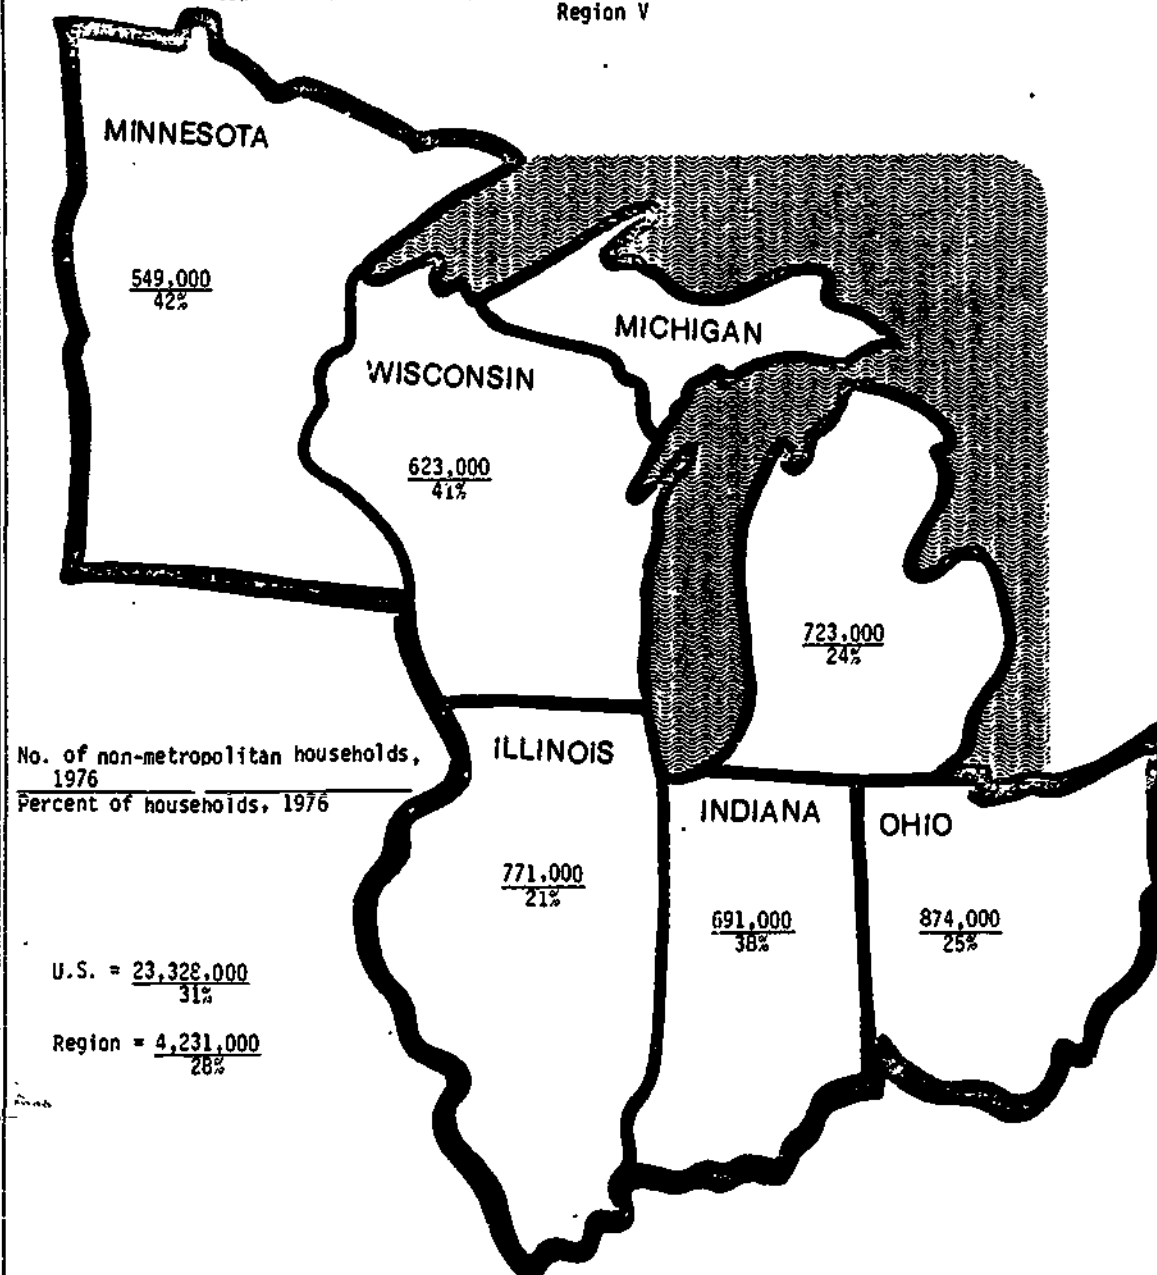 Region V
MINNESOTA
549,000
42%
MICHIGAN
WISCONSIN
623,000
41%
723,000
24%
No. of non-metropolitan households,
1976
Percent of households, 1976
ILLINOIS
INDIANA
OHIO
771,000
21%
691,000
38%
874,000
25%
U.S. = 23,328,000
31%
Region = 4,231,000
28%